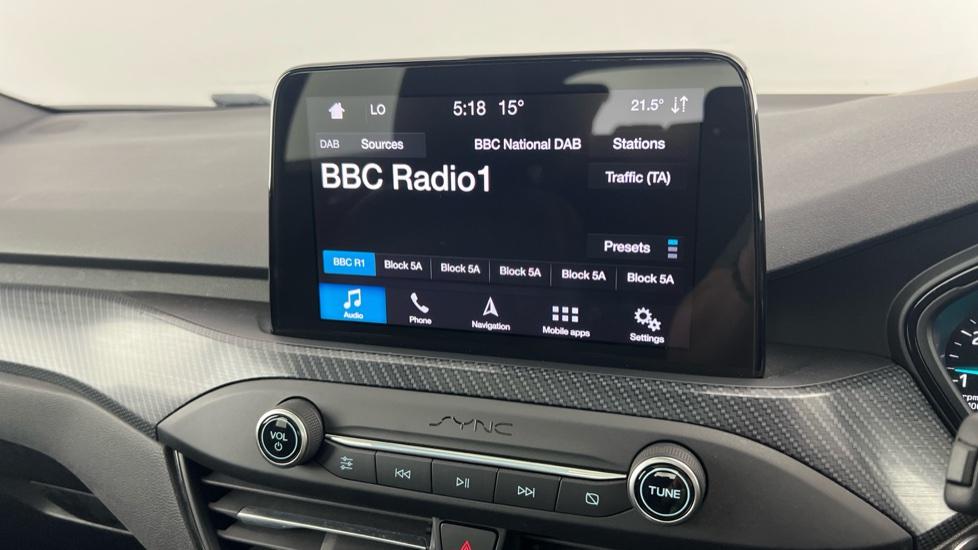 LO 5:18 15° 21.5°
DAB Sources BBC National DAB Stations
BBC Radio1
Traffic (TA)
Presets
BBC R1 Block 5A Block 5A Block 5A Block 5A Block 5A
Audio Phone Navigation Mobile apps Settings
SYNC
VOL
TUNE